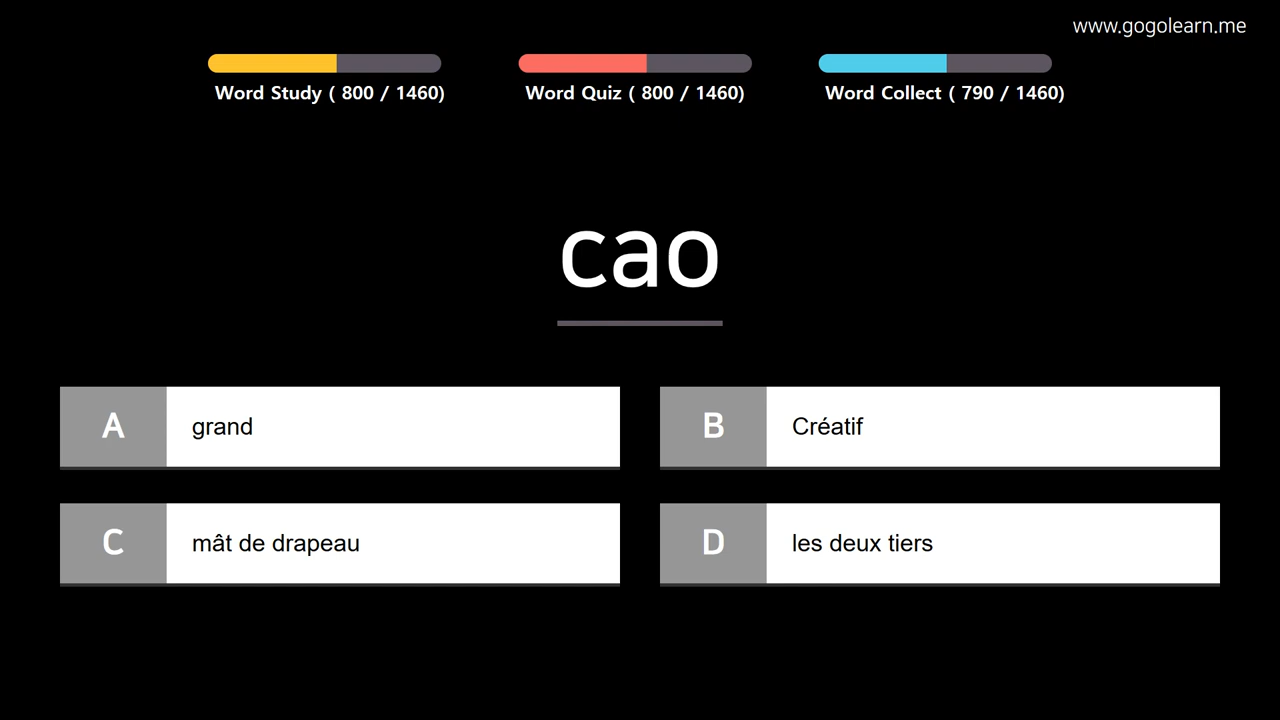 www.gogolearn.me
Word Study ( 800 / 1460)
Word Quiz ( 800 / 1460)
Word Collect ( 790 / 1460)
cao
A grand
B Créatif
C mât de drapeau
D les deux tiers